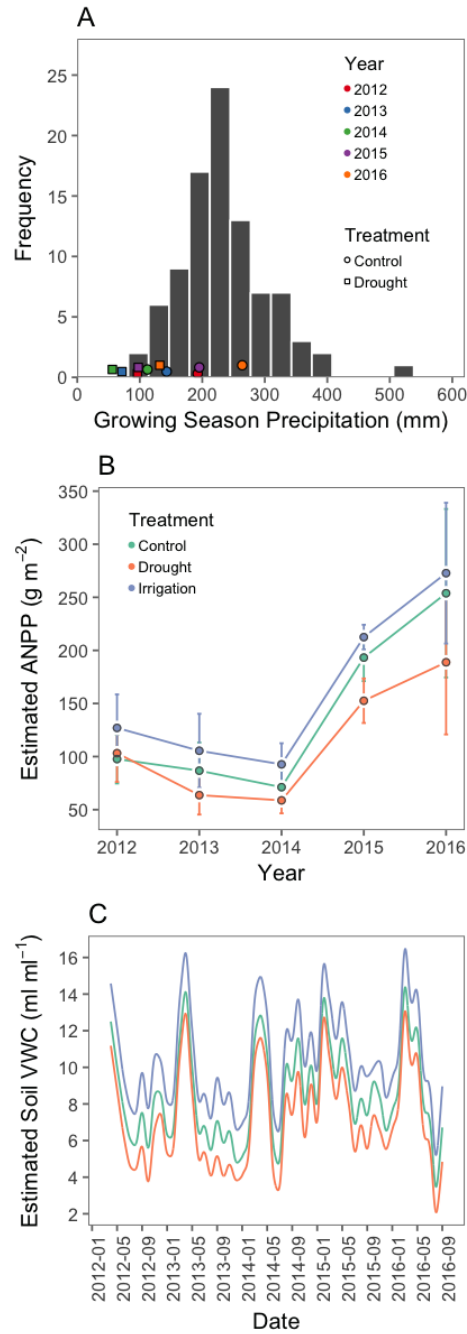 A
Frequency
25
20
15
10
5
0
Year
2012
2013
2014
2015
2016
Treatment
Control
Drought
0 100 200 300 400 500 600
Growing Season Precipitation (mm)
B
Estimated ANPP (g m⁻²)
350
300
250
200
150
100
50
Treatment
Control
Drought
Irrigation
2012 2013 2014 2015 2016
Year
C
Estimated Soil VWC (ml ml⁻¹)
16
14
12
10
8
6
4
2
2012-01 2012-05 2012-09 2013-01 2013-05 2013-09 2014-01 2014-05 2014-09 2015-01 2015-05 2015-09 2016-01 2016-05 2016-09
Date